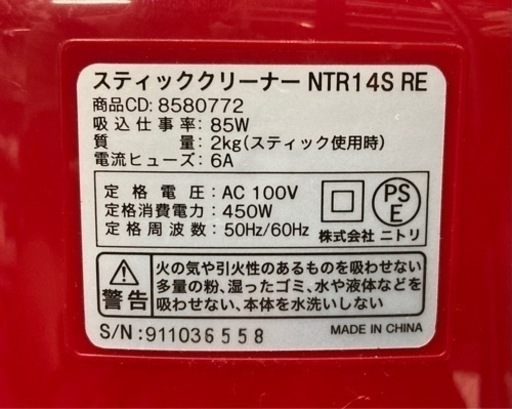 スティッククリーナー NTR14S RE
商品CD: 8580772
吸込仕事率: 85W
質 量: 2kg(スティック使用時)
電流ヒューズ: 6A
定格電圧: AC 100V
定格消費電力: 450W
定格周波数: 50Hz/60Hz
PS
E
株式会社 ニトリ
警告
火の気や引火性のあるものを吸わせない
多量の粉、湿ったゴミ、水や液体などを
吸わせない、本体を水洗いしない
S/N: 911036558
MADE IN CHINA